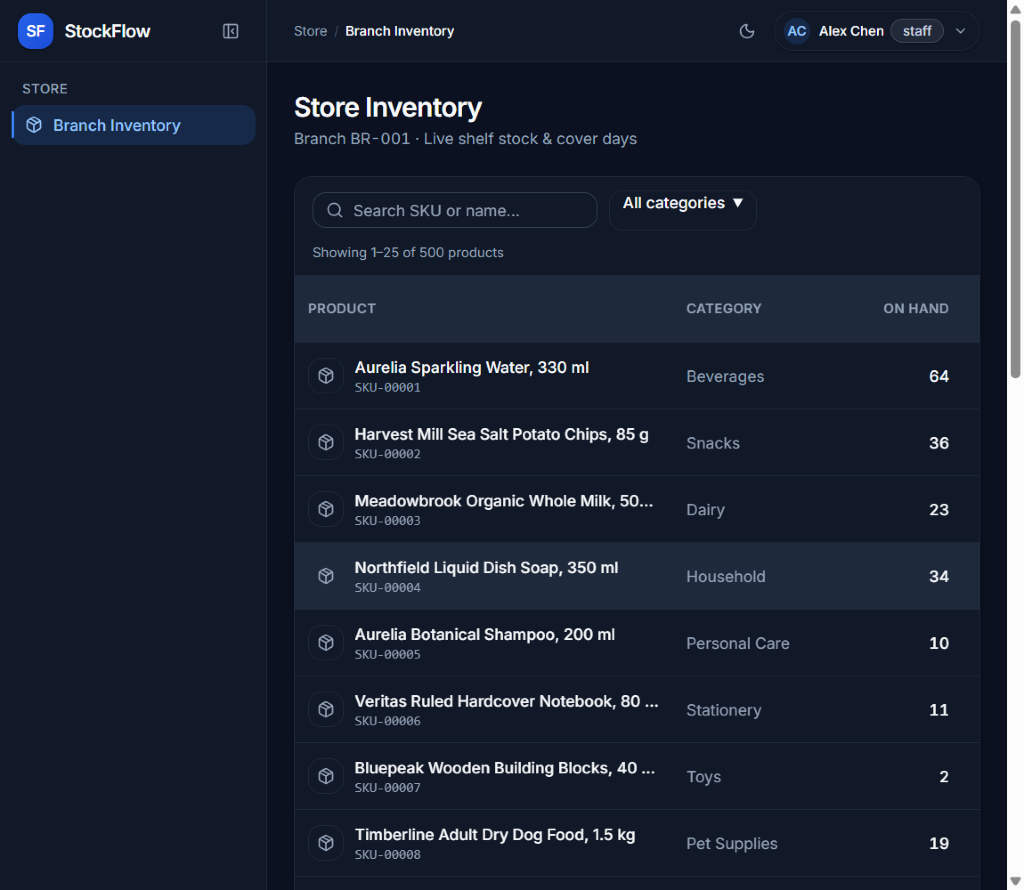 SF StockFlow
Store / Branch Inventory
AC Alex Chen staff
STORE
Branch Inventory
Store Inventory
Branch BR-001 · Live shelf stock & cover days
Search SKU or name...
All categories ▼
Showing 1–25 of 500 products
PRODUCT CATEGORY ON HAND
Aurelia Sparkling Water, 330 ml
SKU-00001
Beverages
64
Harvest Mill Sea Salt Potato Chips, 85 g
SKU-00002
Snacks
36
Meadowbrook Organic Whole Milk, 50...
SKU-00003
Dairy
23
Northfield Liquid Dish Soap, 350 ml
SKU-00004
Household
34
Aurelia Botanical Shampoo, 200 ml
SKU-00005
Personal Care
10
Veritas Ruled Hardcover Notebook, 80 ...
SKU-00006
Stationery
11
Bluepeak Wooden Building Blocks, 40 ...
SKU-00007
Toys
2
Timberline Adult Dry Dog Food, 1.5 kg
SKU-00008
Pet Supplies
19